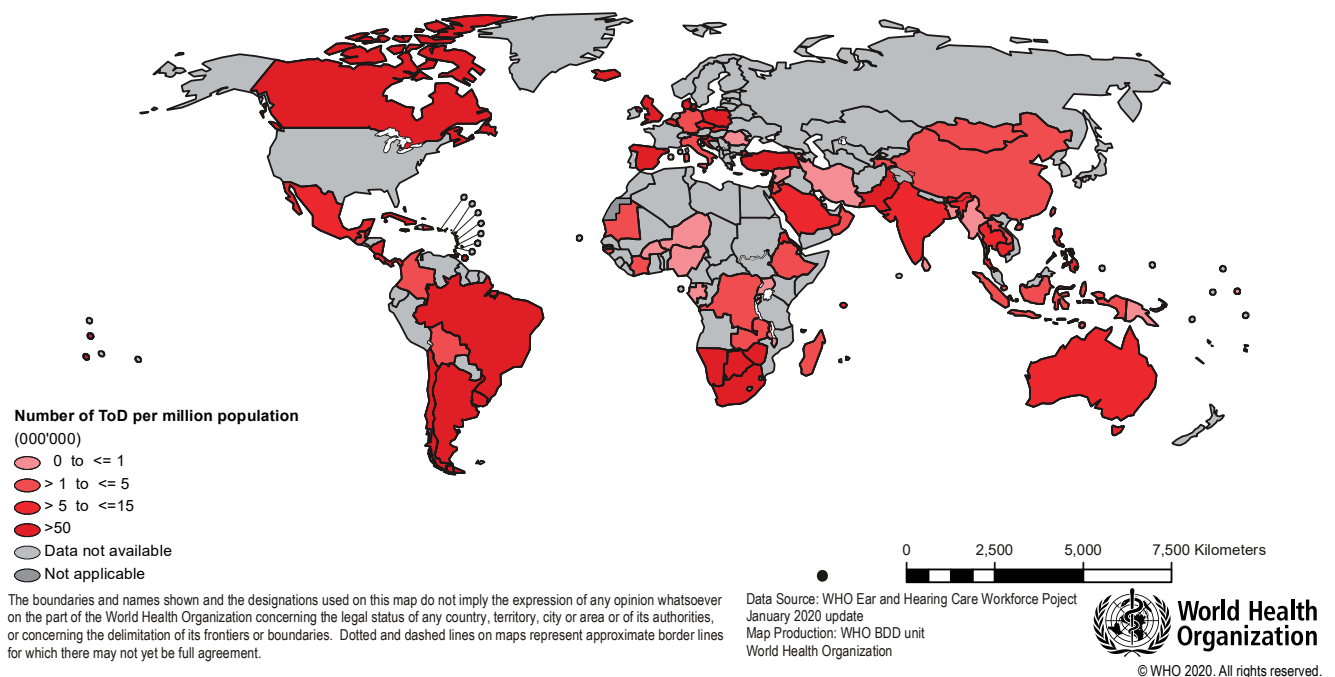 Number of ToD per million population
(000'000)
0 to <= 1
> 1 to <= 5
> 5 to <=15
>50
Data not available
Not applicable
The boundaries and names shown and the designations used on this map do not imply the expression of any opinion whatsoever
on the part of the World Health Organization concerning the legal status of any country, territory, city or area or of its authorities,
or concerning the delimitation of its frontiers or boundaries. Dotted and dashed lines on maps represent approximate border lines
for which there may not yet be full agreement.
0 2,500 5,000 7,500 Kilometers
Data Source: WHO Ear and Hearing Care Workforce Poject
January 2020 update
Map Production: WHO BDD unit
World Health Organization
World Health
Organization
© WHO 2020. All rights reserved.